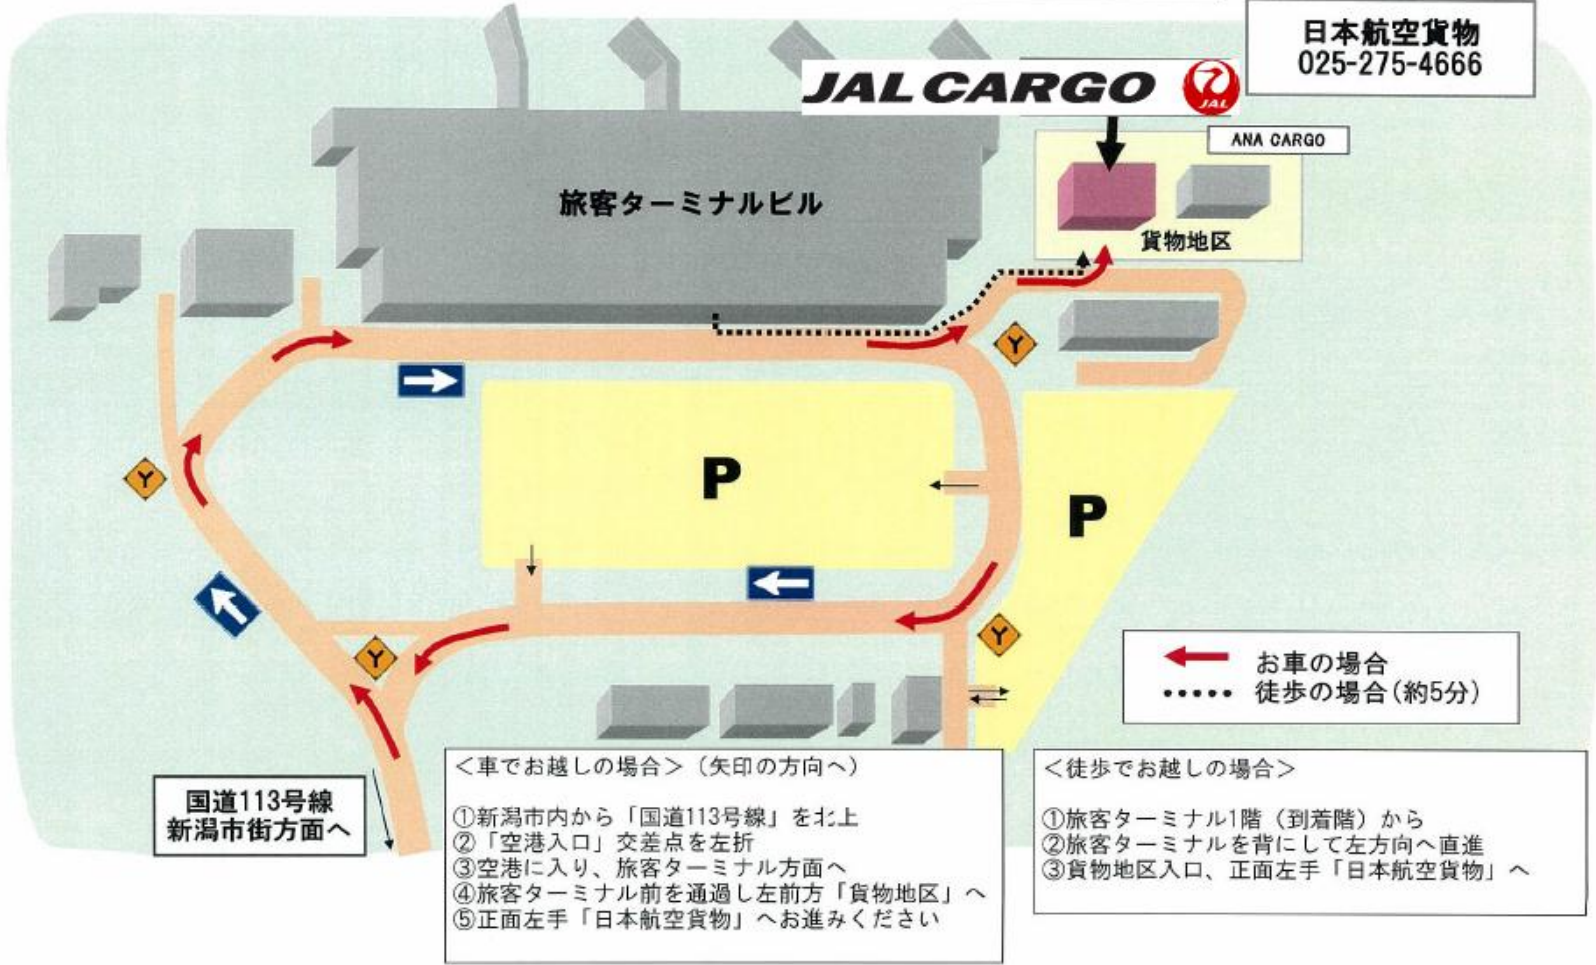 日本航空貨物
025-275-4666
JAL CARGO
JAL
ANA CARGO
旅客ターミナルビル
貨物地区
Y
Y
P
P
Y
Y
お車の場合
徒歩の場合(約5分)
国道113号線
新潟市街方面へ
＜車でお越しの場合＞（矢印の方向へ）
①新潟市内から「国道113号線」を北上
②「空港入口」交差点を左折
③空港に入り、旅客ターミナル方面へ
④旅客ターミナル前を通過し左前方「貨物地区」へ
⑤正面左手「日本航空貨物」へお進みください
＜徒歩でお越しの場合＞
①旅客ターミナル1階（到着階）から
②旅客ターミナルを背にして左方向へ直進
③貨物地区入口、正面左手「日本航空貨物」へ